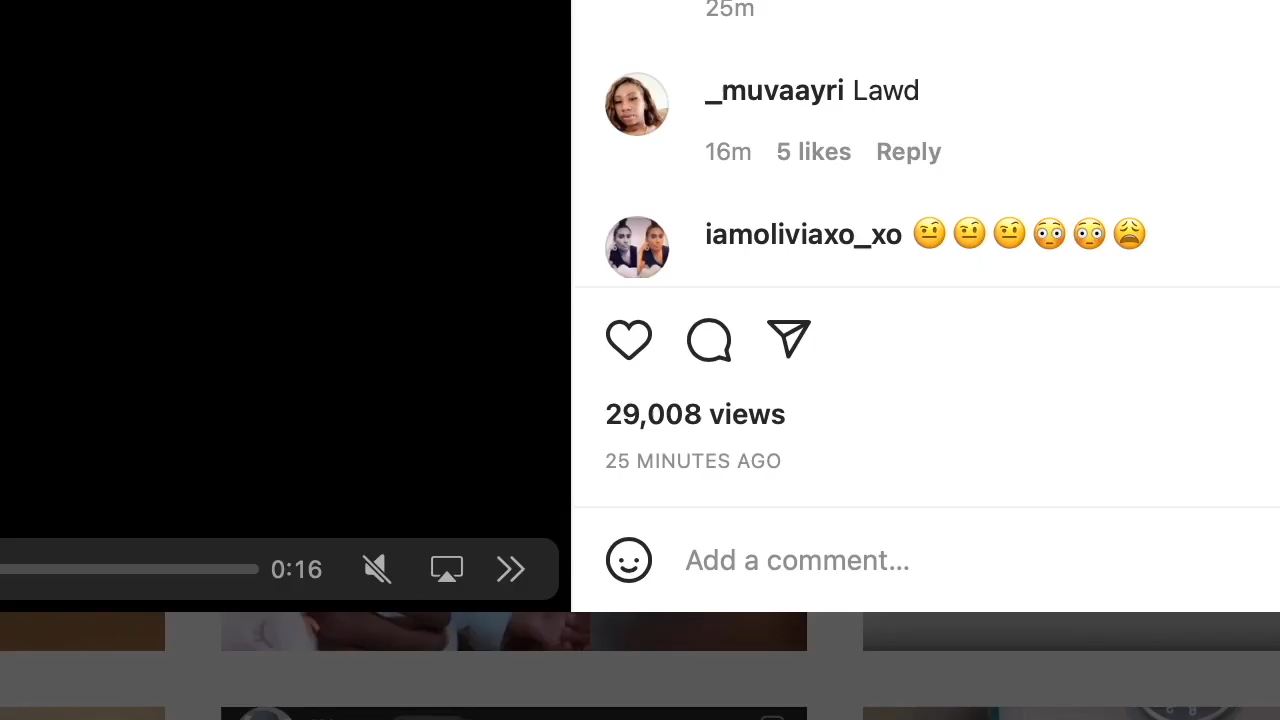 25m
_muvaayri Lawd
16m 5 likes Reply
iamoliviaxo_xo 🤨🤨🤨😳😳😩
29,008 views
25 MINUTES AGO
0:16
Add a comment...